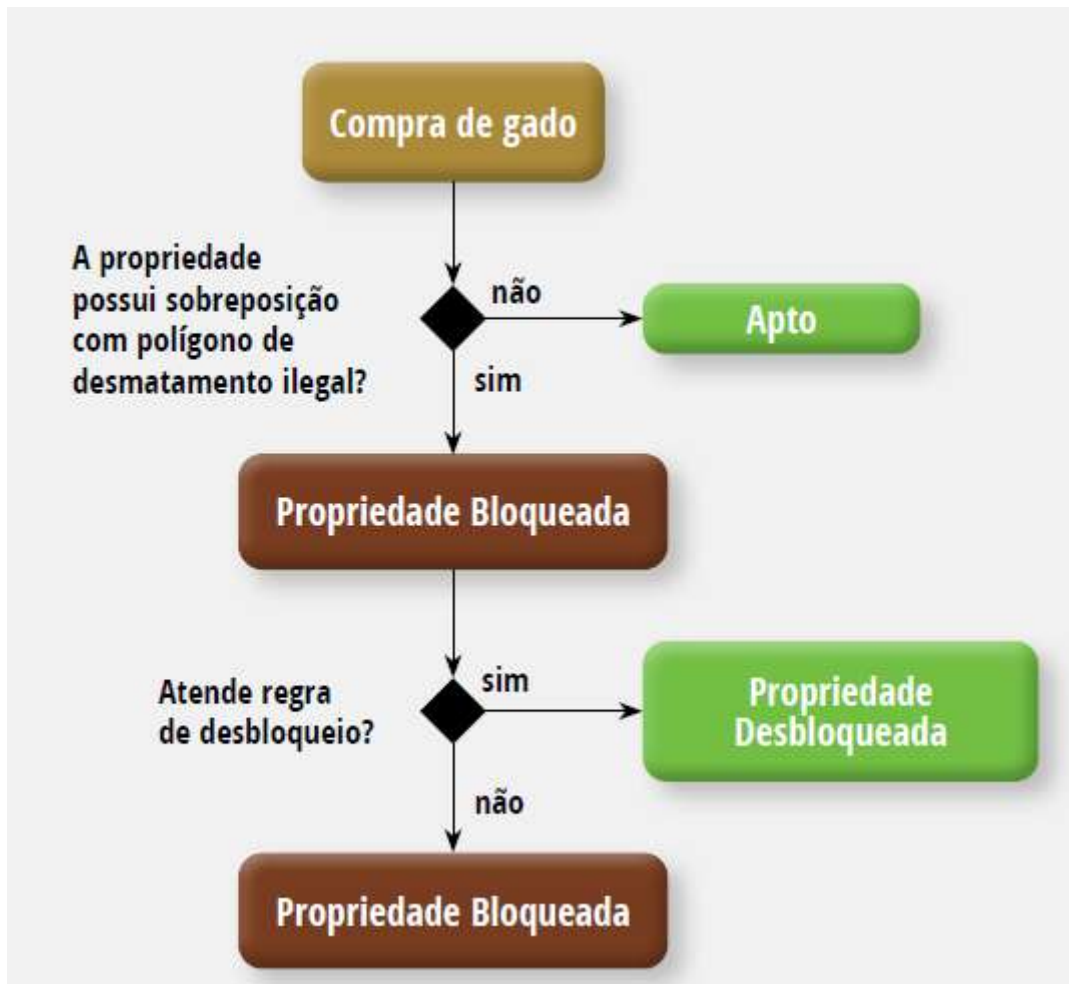 Compra de gado
A propriedade
possui sobreposição
com polígono de
desmatamento ilegal?
não
Apto
sim
Propriedade Bloqueada
Atende regra
de desbloqueio?
sim
Propriedade
Desbloqueada
não
Propriedade Bloqueada